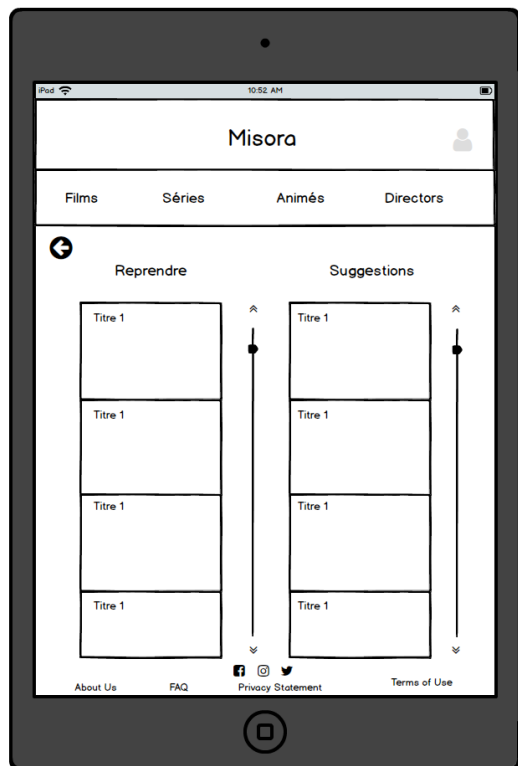 iPod 10:52 AM
Misora
Films Séries Animés Directors
Reprendre Suggestions
Titre 1 Titre 1
Titre 1 Titre 1
Titre 1 Titre 1
Titre 1 Titre 1
About Us FAQ Privacy Statement Terms of Use